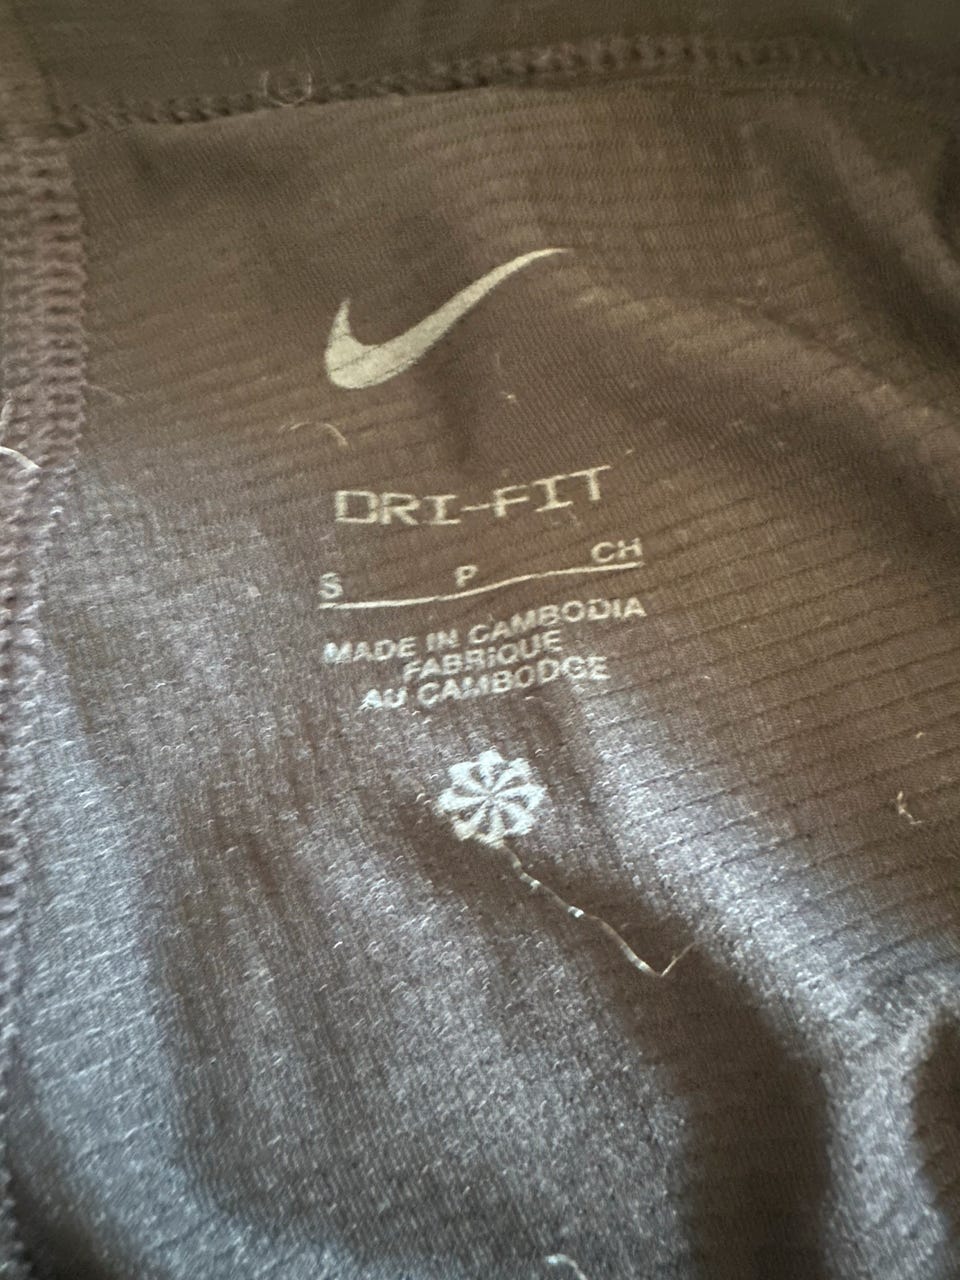 DRI-FIT
S P CH
MADE IN CAMBODIA
FABRIQUE
AU CAMBODGE